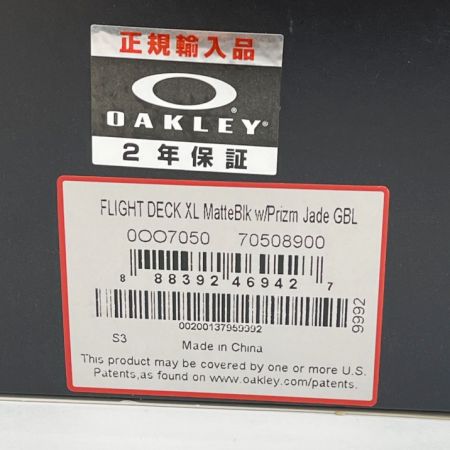 正規輸入品
OAKLEY
2年保証
FLIGHT DECK XL MatteBlk w/Prizm Jade GBL
0OO7050 70508900
8 88392 46942 7
00200137959992
9992
S3 Made in China
This product may be covered by one or more U.S.
Patents,as found on www.oakley.com/patents.